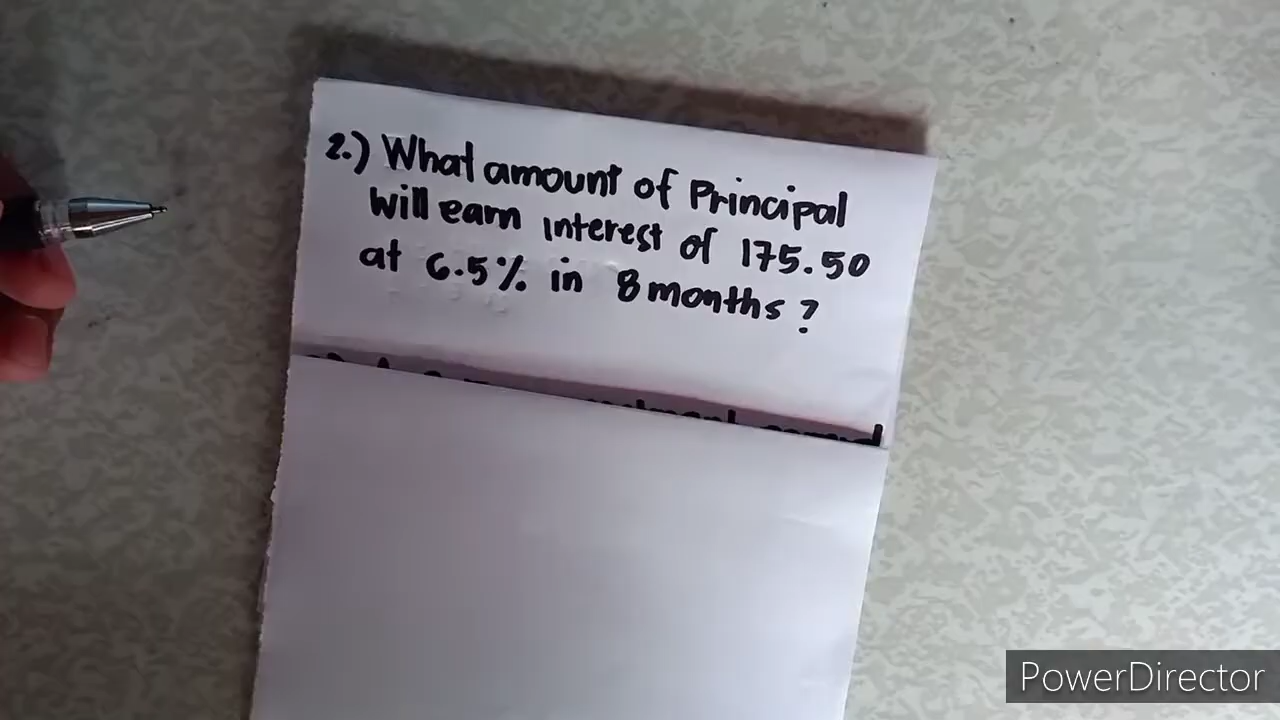 2.) What amount of Principal
will earn interest of 175.50
at 6.5% in 8 months?
PowerDirector